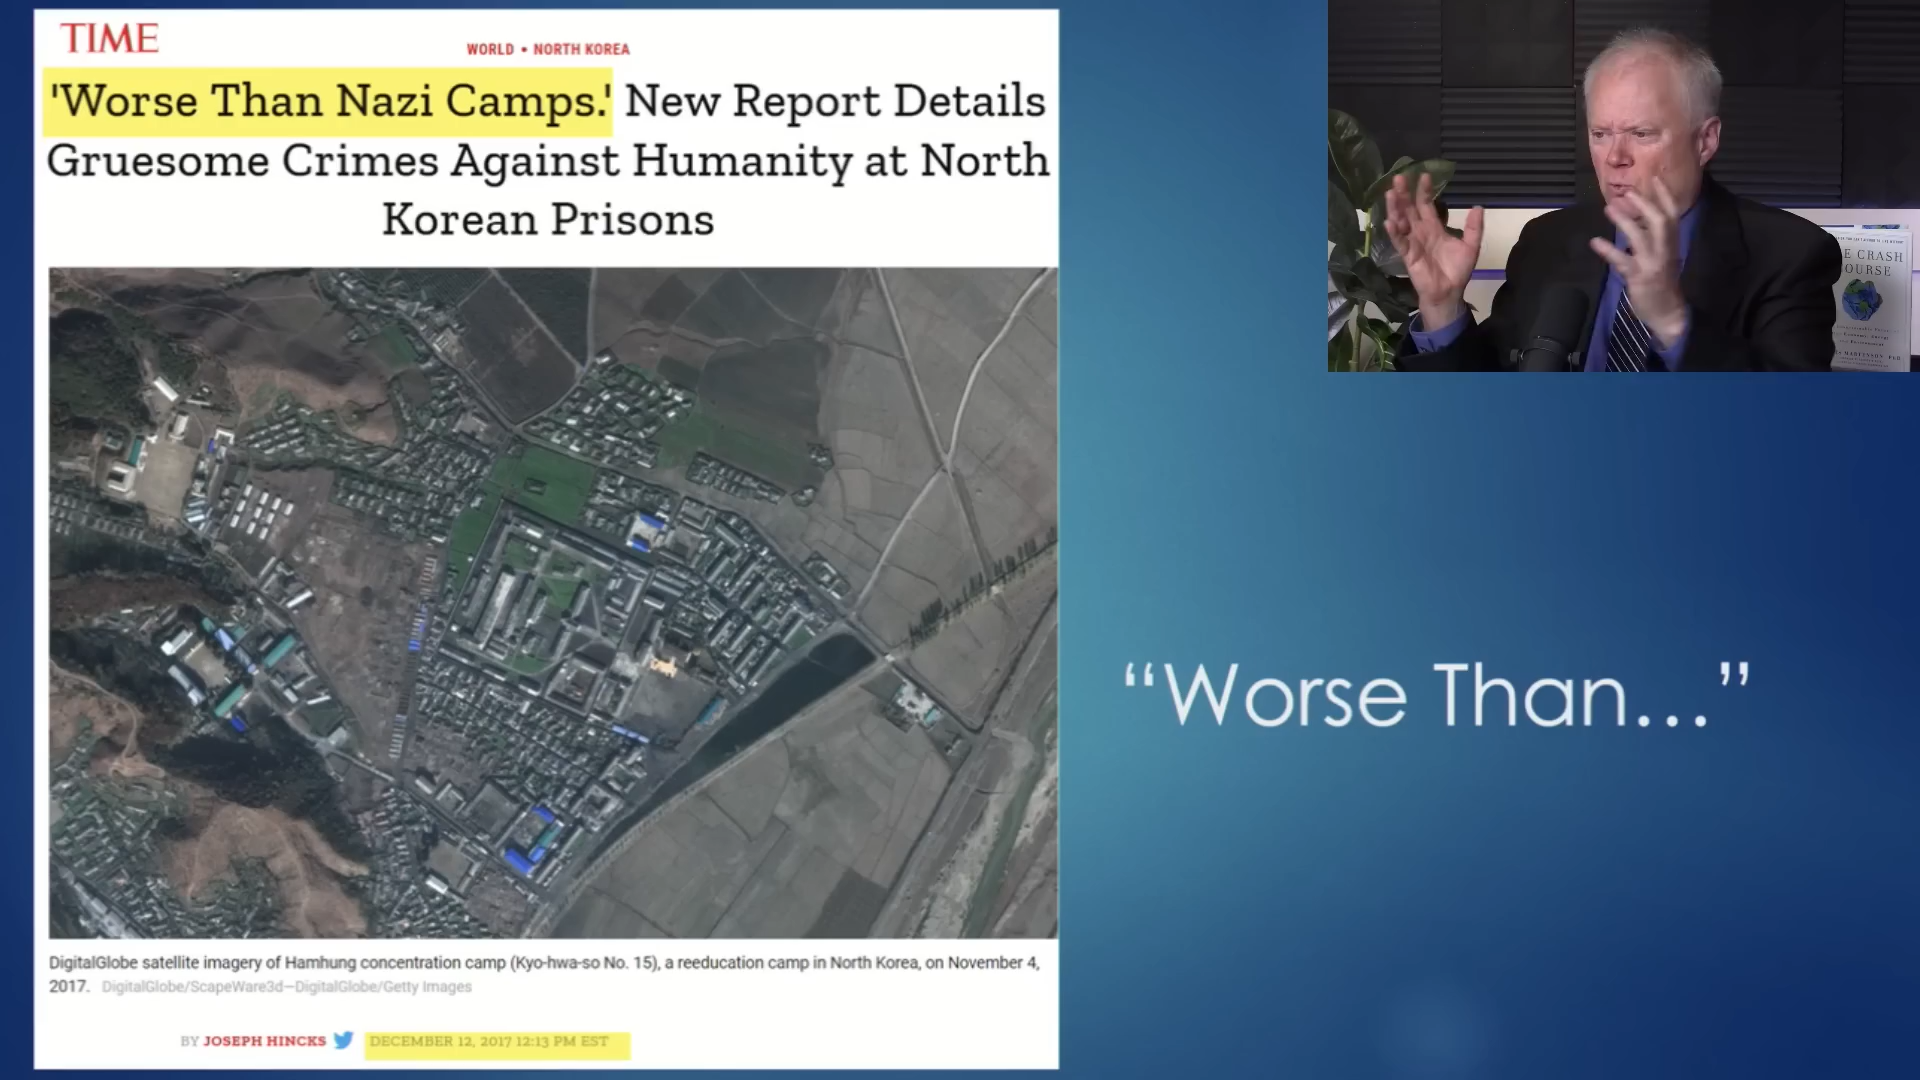 TIME
WORLD • NORTH KOREA
'Worse Than Nazi Camps.' New Report Details
Gruesome Crimes Against Humanity at North
Korean Prisons
DigitalGlobe satellite imagery of Hamhung concentration camp (Kyo-hwa-so No. 15), a reeducation camp in North Korea, on November 4,
2017. DigitalGlobe/ScapeWare3d—DigitalGlobe/Getty Images
BY JOSEPH HINCKS DECEMBER 12, 2017 12:13 PM EST
“Worse Than…”
E CRASH
OURSE